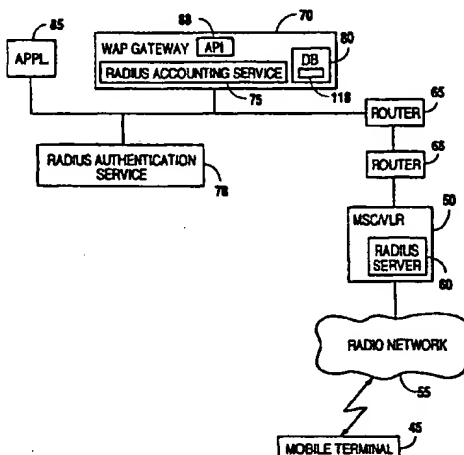 85
APPL.
70
WAP GATEWAY
88
API
80
DB
118
RADIUS ACCOUNTING SERVICE
75
65
ROUTER
RADIUS AUTHENTICATION
SERVICE
78
68
ROUTER
50
MSC/VLR
RADIUS
SERVER
60
RADIO NETWORK
55
45
MOBILE TERMINAL